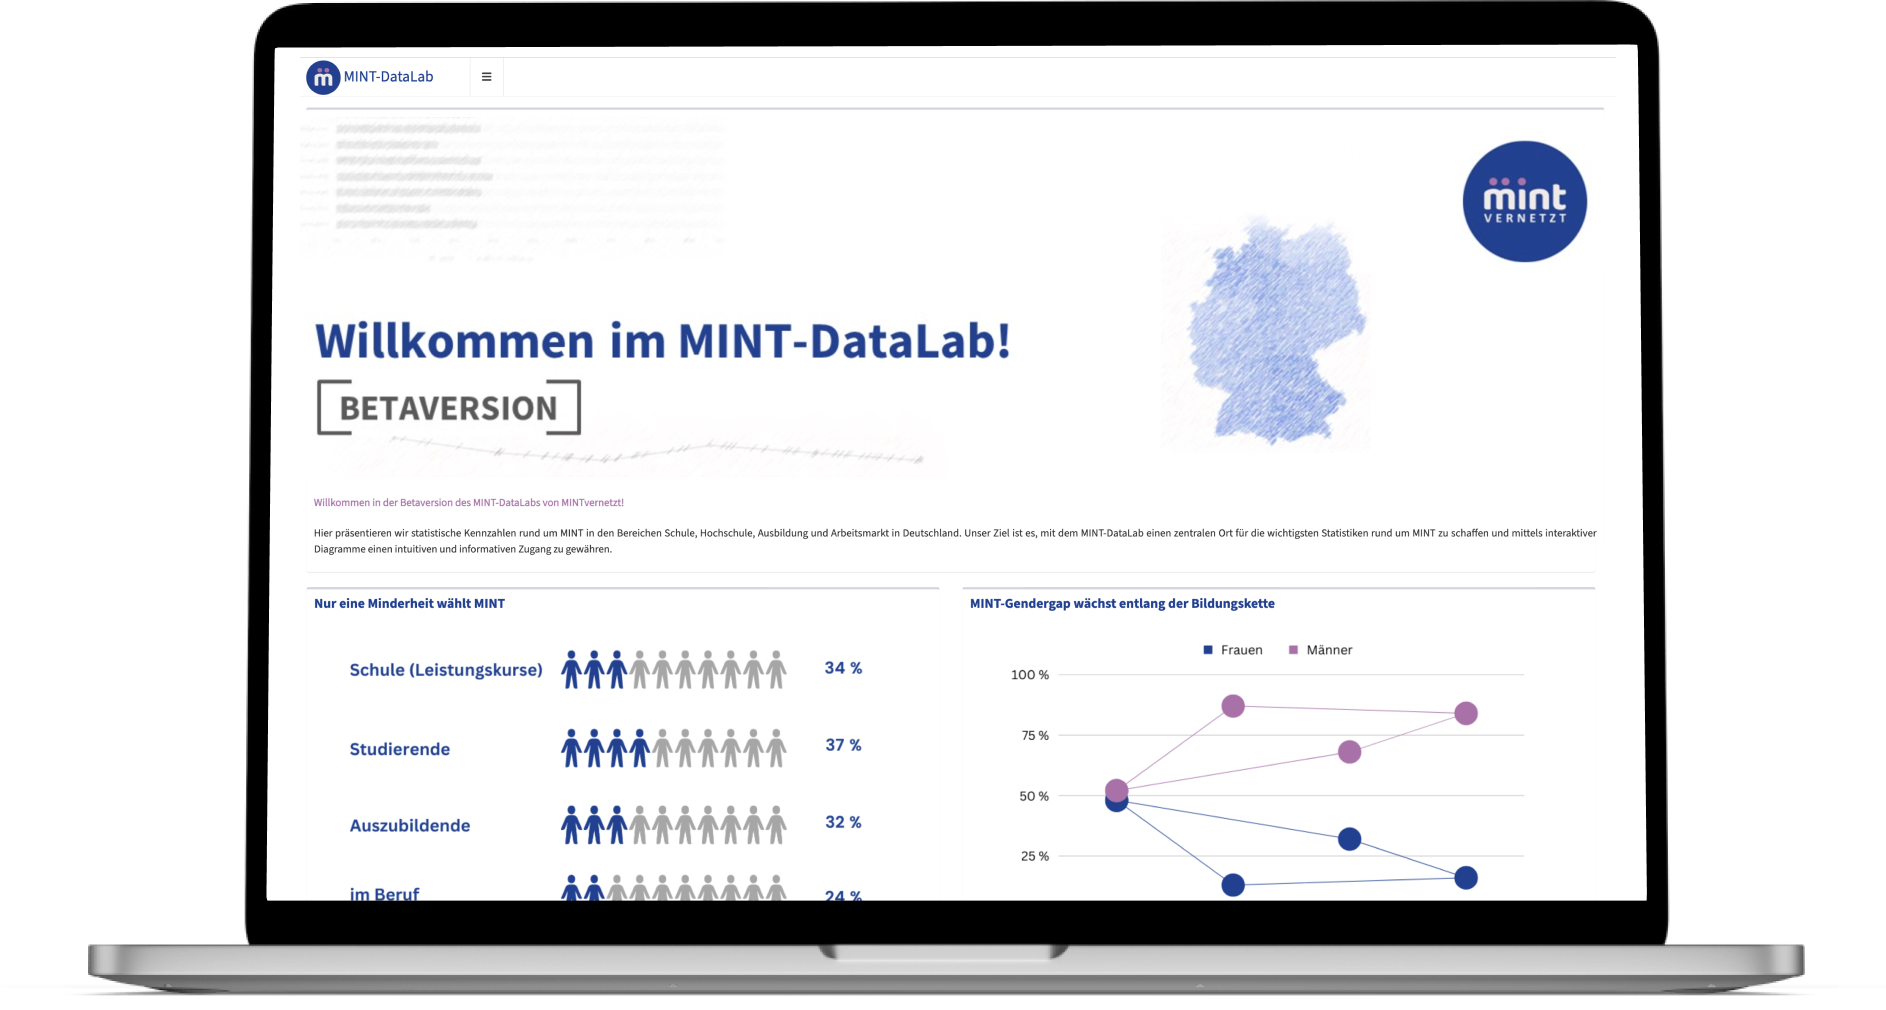 MINT-DataLab
mint
VERNETZT
Willkommen im MINT-DataLab!
BETAVERSION
Willkommen in der Betaversion des MINT-DataLabs von MINTvernetzt!
Hier präsentieren wir statistische Kennzahlen rund um MINT in den Bereichen Schule, Hochschule, Ausbildung und Arbeitsmarkt in Deutschland. Unser Ziel ist es, mit dem MINT-DataLab einen zentralen Ort für die wichtigsten Statistiken rund um MINT zu schaffen und mittels interaktiver
Diagramme einen intuitiven und informativen Zugang zu gewähren.
Nur eine Minderheit wählt MINT
Schule (Leistungskurse) 34 %
Studierende 37 %
Auszubildende 32 %
im Beruf 24 %
MINT-Gendergap wächst entlang der Bildungskette
Frauen Männer
100 %
75 %
50 %
25 %